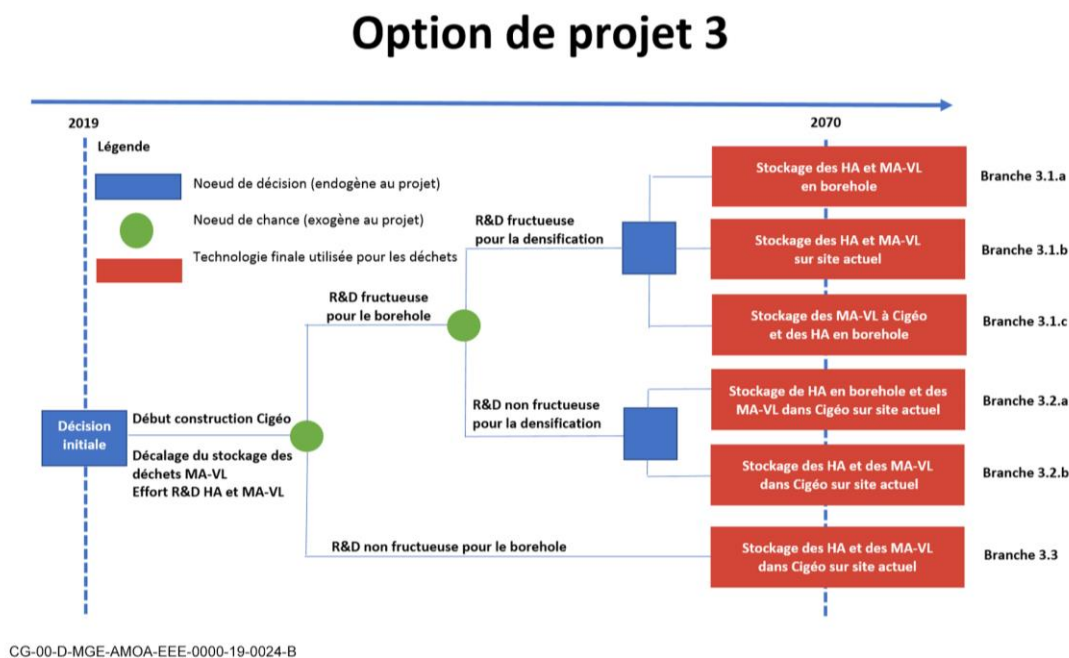 Option de projet 3
2019
2070
Légende
Noeud de décision (endogène au projet)
Noeud de chance (exogène au projet)
Technologie finale utilisée pour les déchets
Décision
initiale
Début construction Cigéo
Décalage du stockage des
déchets MA-VL
Effort R&D HA et MA-VL
R&D fructueuse
pour le borehole
R&D non fructueuse pour le borehole
R&D fructueuse
pour la densification
R&D non fructueuse
pour la densification
Stockage des HA et MA-VL
en borehole
Branche 3.1.a
Stockage des HA et MA-VL
sur site actuel
Branche 3.1.b
Stockage des MA-VL à Cigéo
et des HA en borehole
Branche 3.1.c
Stockage de HA en borehole et des
MA-VL dans Cigéo sur site actuel
Branche 3.2.a
Stockage des HA et des MA-VL
dans Cigéo sur site actuel
Branche 3.2.b
Stockage des HA et des MA-VL
dans Cigéo sur site actuel
Branche 3.3
CG-00-D-MGE-AMOA-EEE-0000-19-0024-B